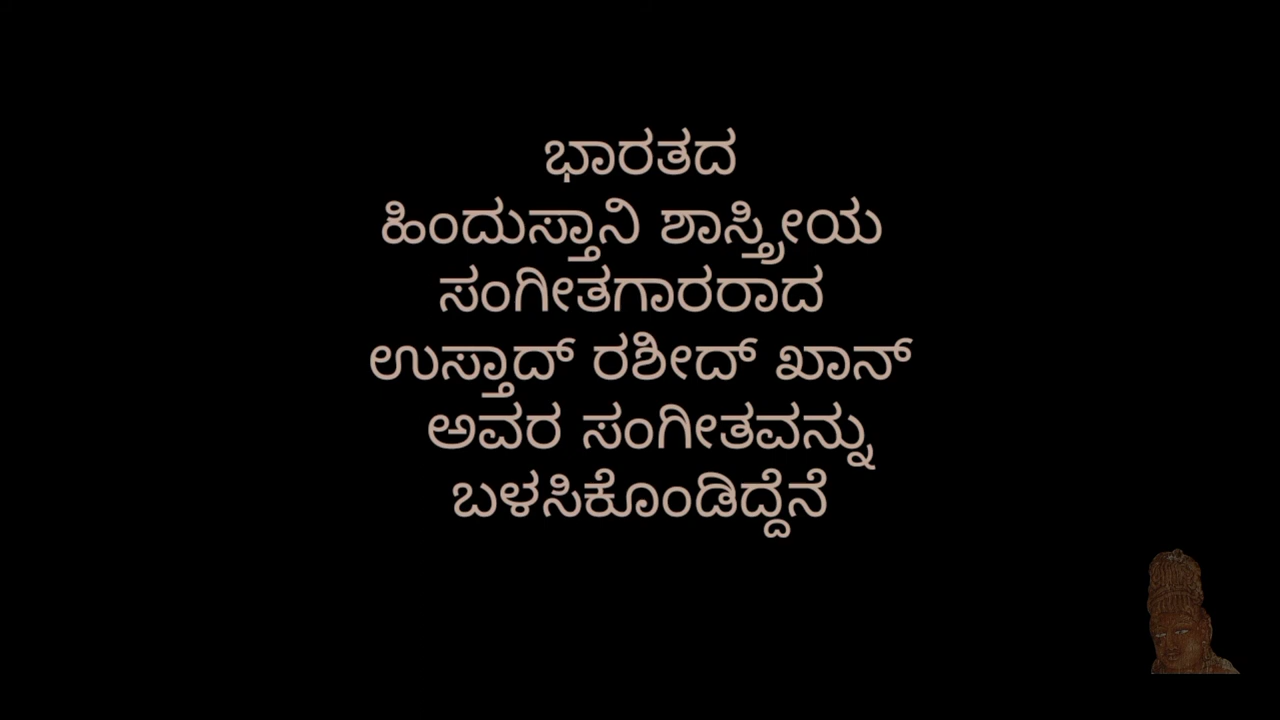 ಭಾರತದ
ಹಿಂದುಸ್ತಾನಿ ಶಾಸ್ತ್ರೀಯ
ಸಂಗೀತಗಾರರಾದ
ಉಸ್ತಾದ್ ರಶೀದ್ ಖಾನ್
ಅವರ ಸಂಗೀತವನ್ನು
ಬಳಸಿಕೊಂಡಿದ್ದೆನೆ